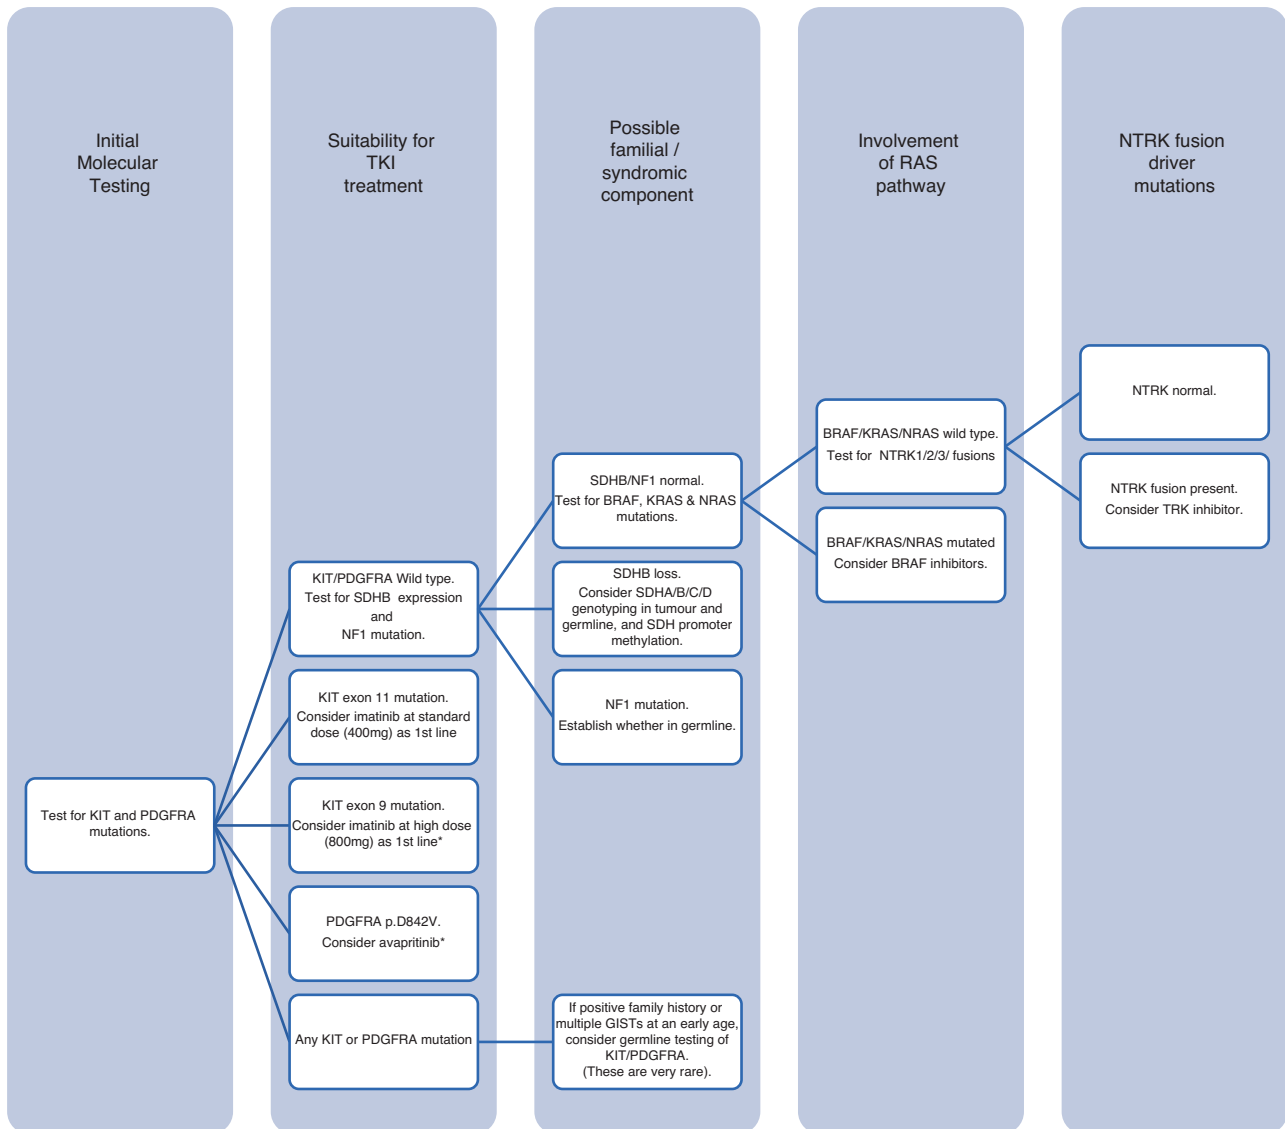 Initial
Molecular
Testing
Suitability for
TKI
treatment
Possible
familial /
syndromic
component
Involvement
of RAS
pathway
NTRK fusion
driver
mutations
Test for KIT and PDGFRA
mutations.
KIT/PDGFRA Wild type.
Test for SDHB expression
and
NF1 mutation.
KIT exon 11 mutation.
Consider imatinib at standard
dose (400mg) as 1st line
KIT exon 9 mutation.
Consider imatinib at high dose
(800mg) as 1st line*
PDGFRA p.D842V.
Consider avapritinib*
Any KIT or PDGFRA mutation
SDHB/NF1 normal.
Test for BRAF, KRAS & NRAS
mutations.
SDHB loss.
Consider SDHA/B/C/D
genotyping in tumour and
germline, and SDH promoter
methylation.
NF1 mutation.
Establish whether in germline.
If positive family history or
multiple GISTs at an early age,
consider germline testing of
KIT/PDGFRA.
(These are very rare).
BRAF/KRAS/NRAS wild type.
Test for NTRK1/2/3/ fusions
BRAF/KRAS/NRAS mutated
Consider BRAF inhibitors.
NTRK normal.
NTRK fusion present.
Consider TRK inhibitor.